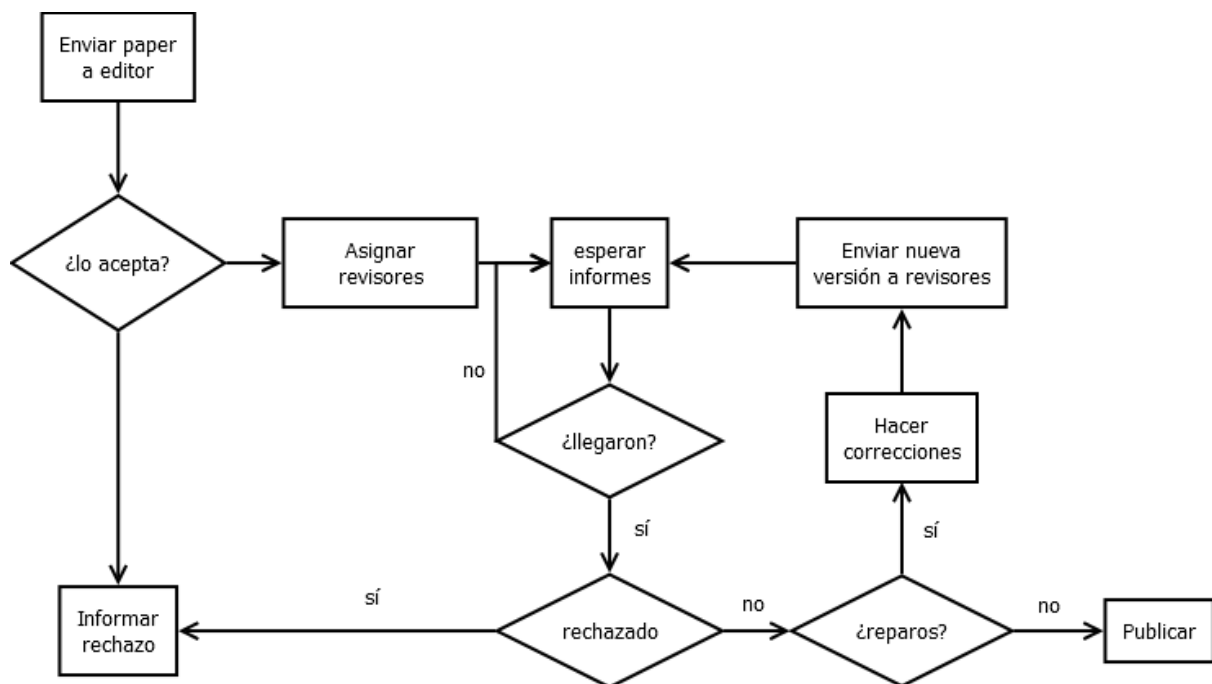 Enviar paper
a editor
¿lo acepta?
Asignar
revisores
esperar
informes
Enviar nueva
versión a revisores
no
¿llegaron?
Hacer
correcciones
sí
sí
Informar
rechazo
sí
rechazado
no
¿reparos?
no
Publicar